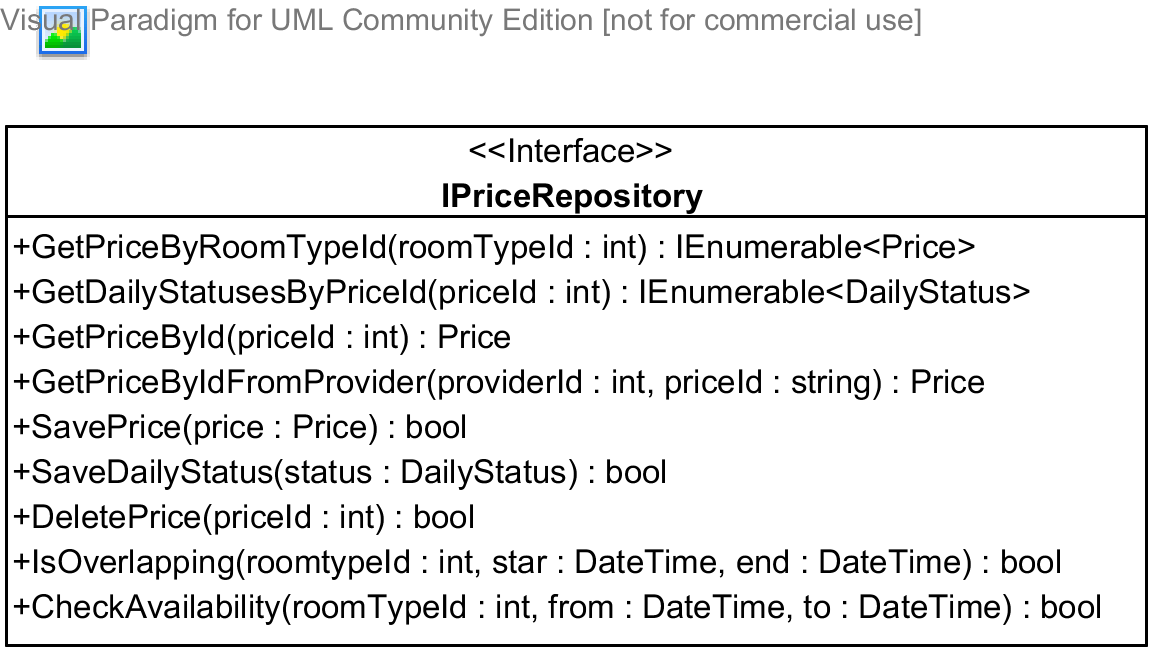 Visual Paradigm for UML Community Edition [not for commercial use]
<<Interface>>
IPriceRepository
+GetPriceByRoomTypeId(roomTypeId : int) : IEnumerable<Price>
+GetDailyStatusesByPriceId(priceId : int) : IEnumerable<DailyStatus>
+GetPriceById(priceId : int) : Price
+GetPriceByIdFromProvider(providerId : int, priceId : string) : Price
+SavePrice(price : Price) : bool
+SaveDailyStatus(status : DailyStatus) : bool
+DeletePrice(priceId : int) : bool
+IsOverlapping(roomtypeId : int, star : DateTime, end : DateTime) : bool
+CheckAvailability(roomTypeId : int, from : DateTime, to : DateTime) : bool